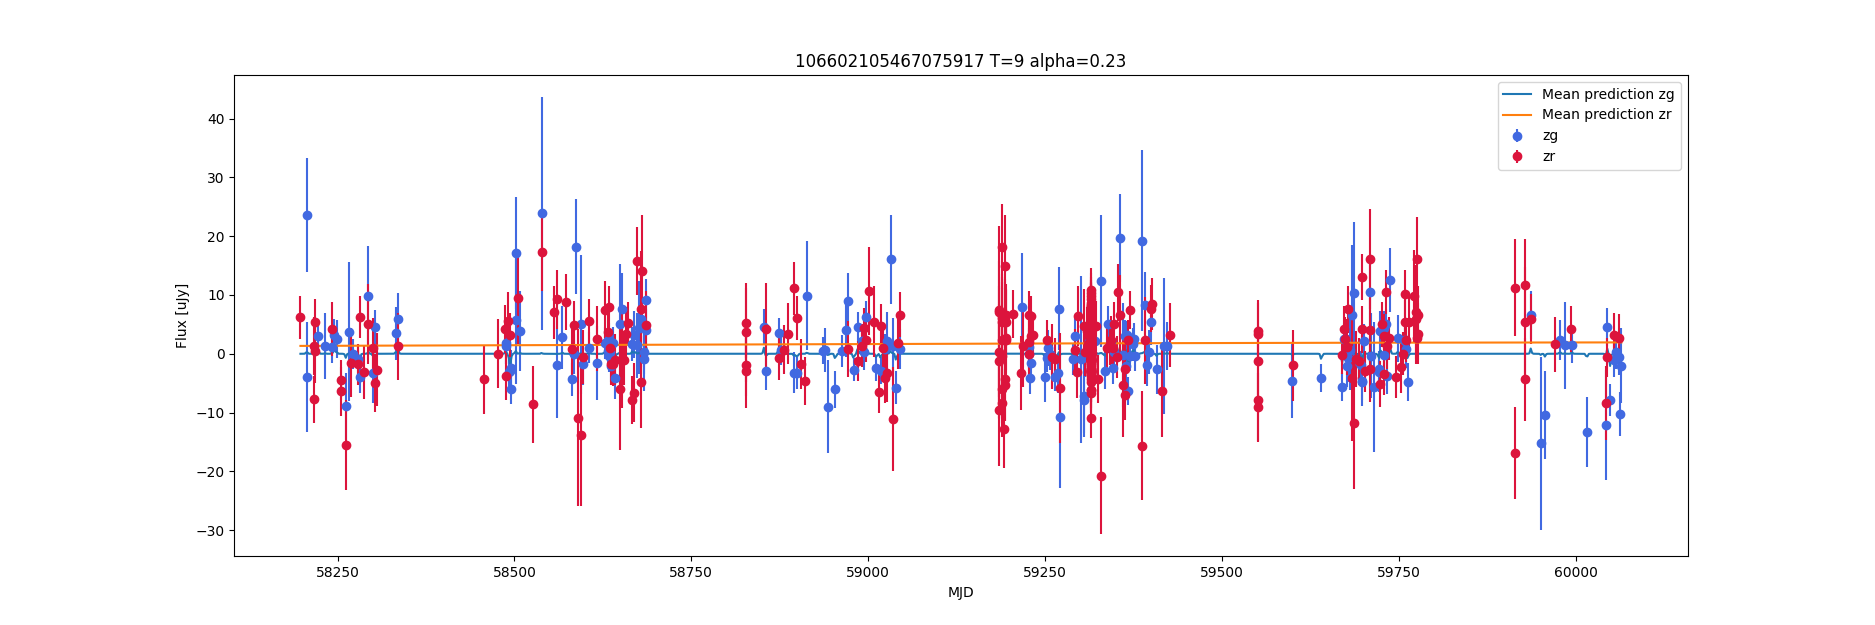 106602105467075917 T=9 alpha=0.23
Mean prediction zg
Mean prediction zr
zg
zr
Flux [uJy]
40
30
20
10
0
−10
−20
−30
58250
58500
58750
59000
59250
59500
59750
60000
MJD